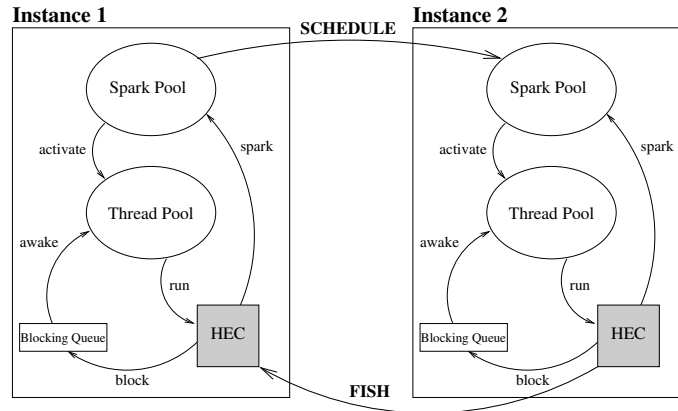 Instance 1
SCHEDULE
Instance 2
Spark Pool
Spark Pool
activate
spark
activate
spark
Thread Pool
Thread Pool
awake
awake
run
run
Blocking Queue
HEC
Blocking Queue
HEC
block
block
FISH